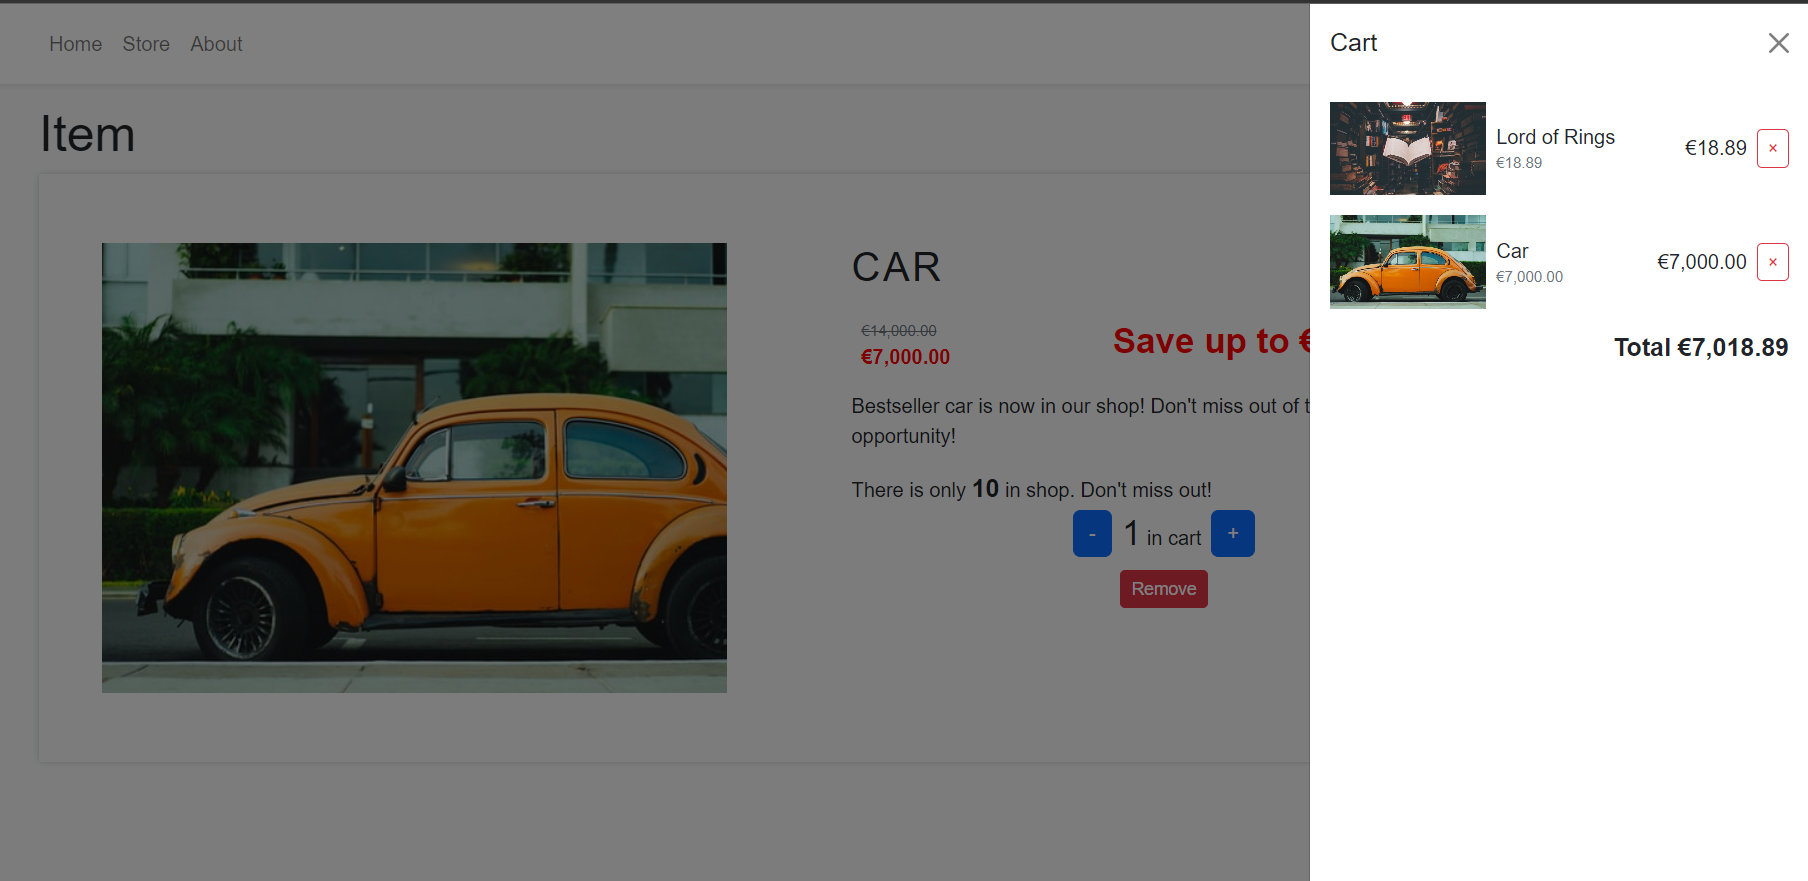 Home Store About
Item
CAR
€14,000.00
€7,000.00
Save up to
Bestseller car is now in our shop! Don't miss out of
opportunity!
There is only 10 in shop. Don't miss out!
- 1 in cart +
Remove
Cart
Lord of Rings
€18.89
€18.89 ×
Car
€7,000.00
€7,000.00 ×
Total €7,018.89